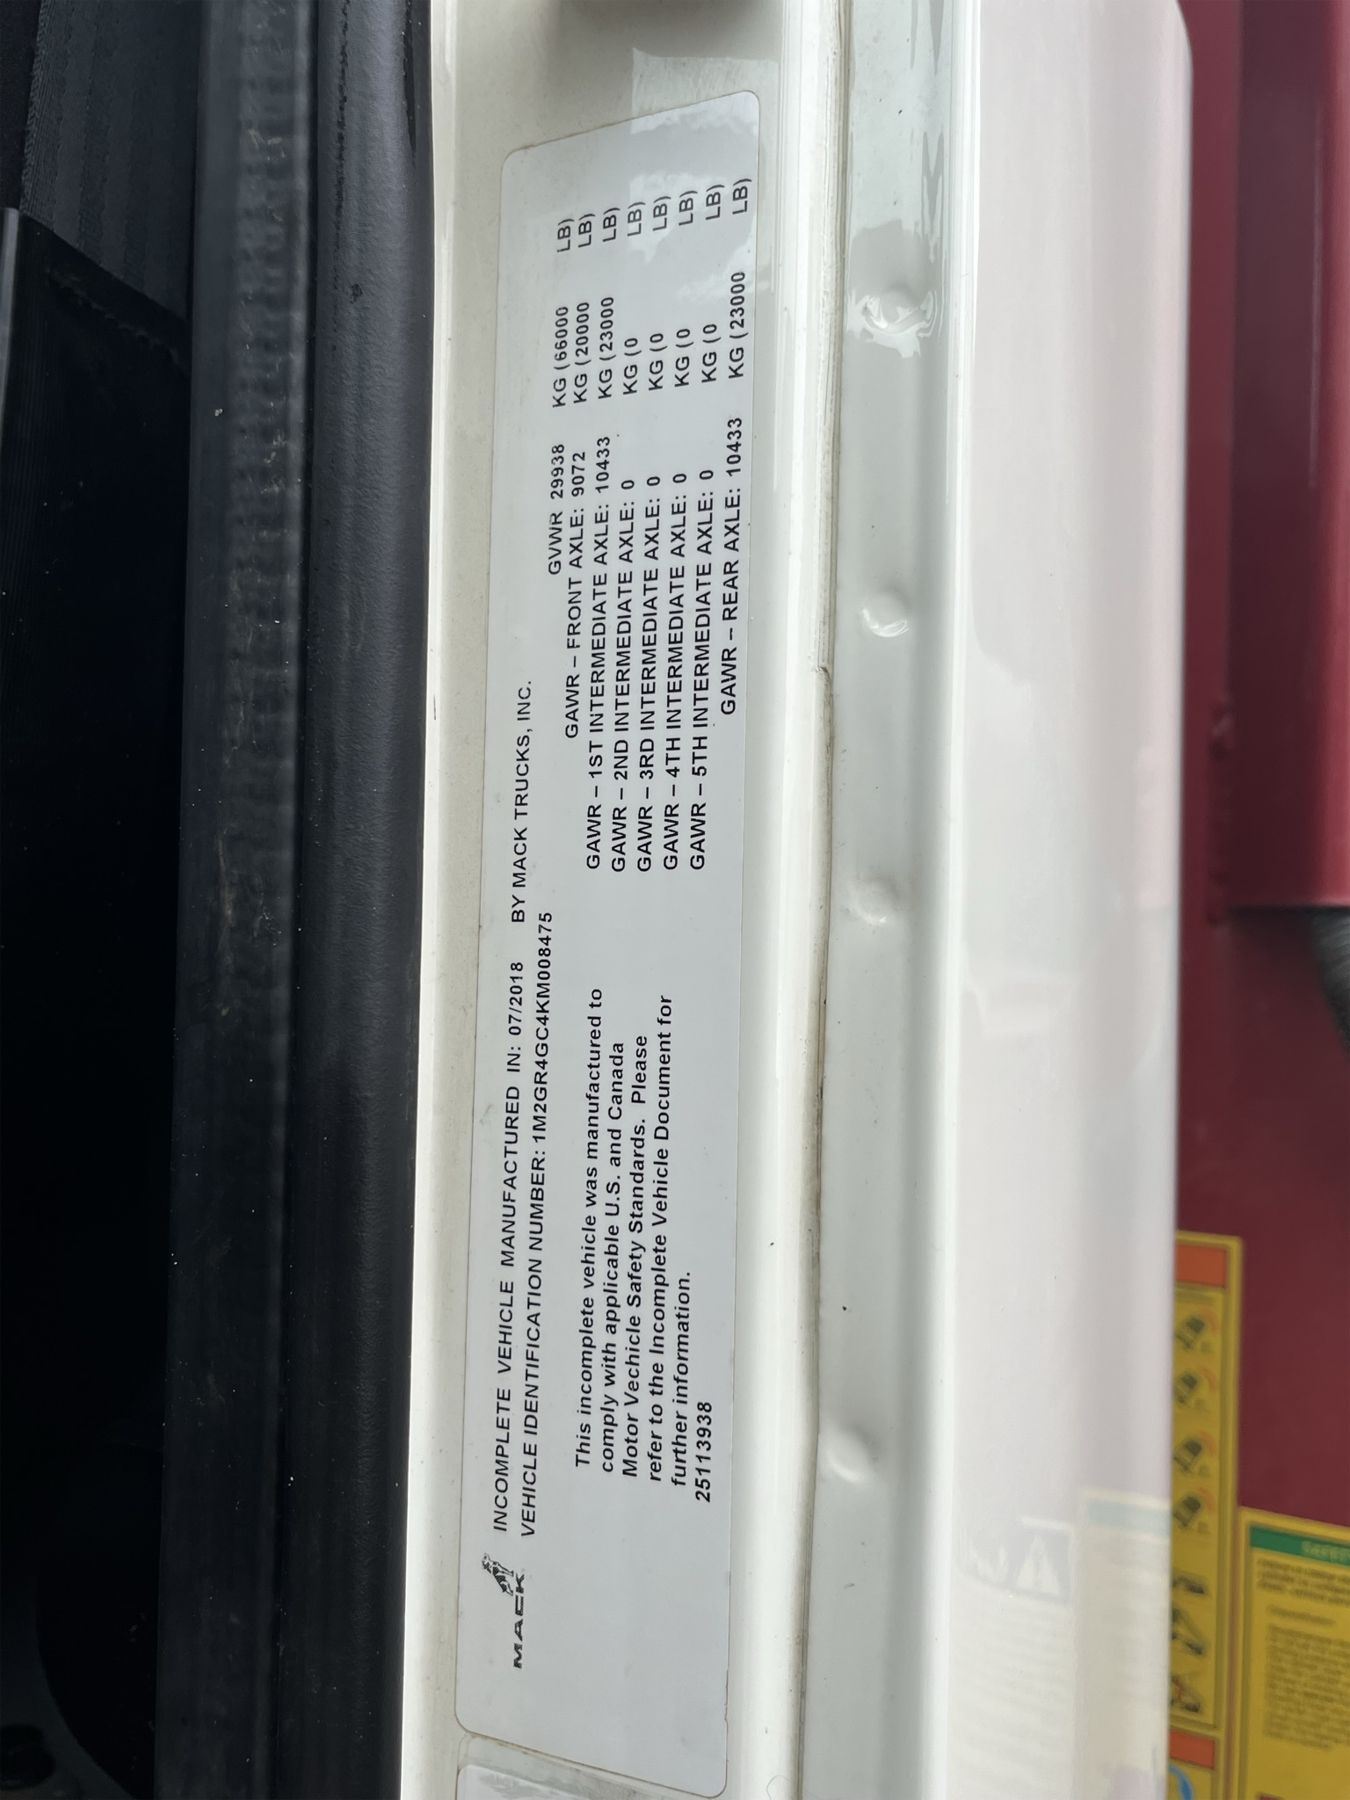 MACK
INCOMPLETE VEHICLE MANUFACTURED IN: 07/2018 BY MACK TRUCKS, INC.
VEHICLE IDENTIFICATION NUMBER: 1M2GR4GC4KM008475
This incomplete vehicle was manufactured to
comply with applicable U.S. and Canada
Motor Vechicle Safety Standards. Please
refer to the Incomplete Vehicle Document for
further information.
25113938
GVWR 29938 KG (66000 LB)
GAWR – FRONT AXLE: 9072 KG (20000 LB)
GAWR – 1ST INTERMEDIATE AXLE: 10433 KG (23000 LB)
GAWR – 2ND INTERMEDIATE AXLE: 0 KG (0 LB)
GAWR – 3RD INTERMEDIATE AXLE: 0 KG (0 LB)
GAWR – 4TH INTERMEDIATE AXLE: 0 KG (0 LB)
GAWR – 5TH INTERMEDIATE AXLE: 0 KG (0 LB)
GAWR – REAR AXLE: 10433 KG (23000 LB)